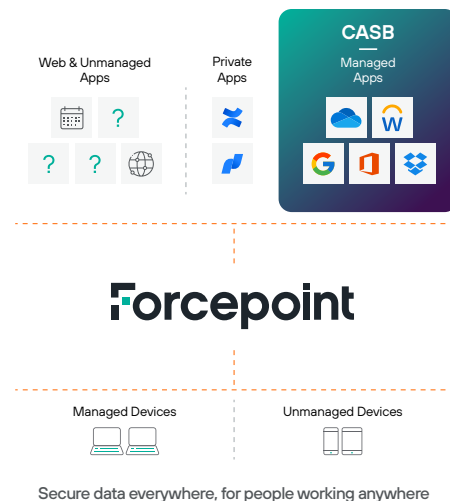 Web & Unmanaged
Apps
Private
Apps
CASB
Managed
Apps
?
W
? ?
G
Forcepoint
Managed Devices
Unmanaged Devices
Secure data everywhere, for people working anywhere